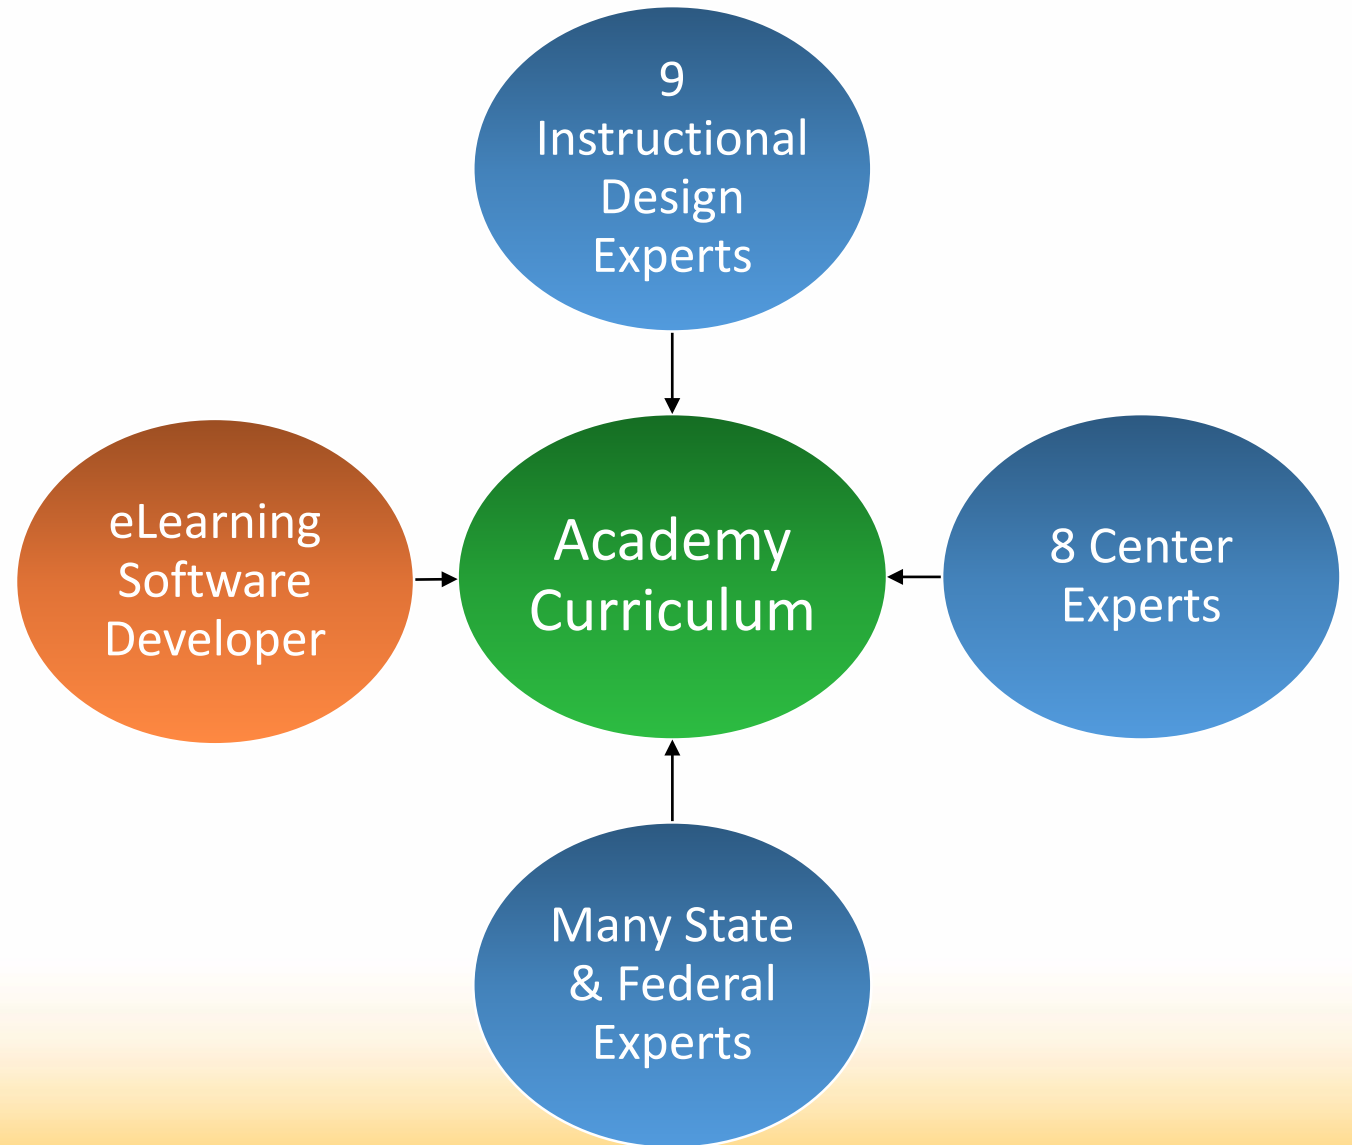 9
Instructional
Design
Experts
eLearning
Software
Developer
Academy
Curriculum
8 Center
Experts
Many State
& Federal
Experts